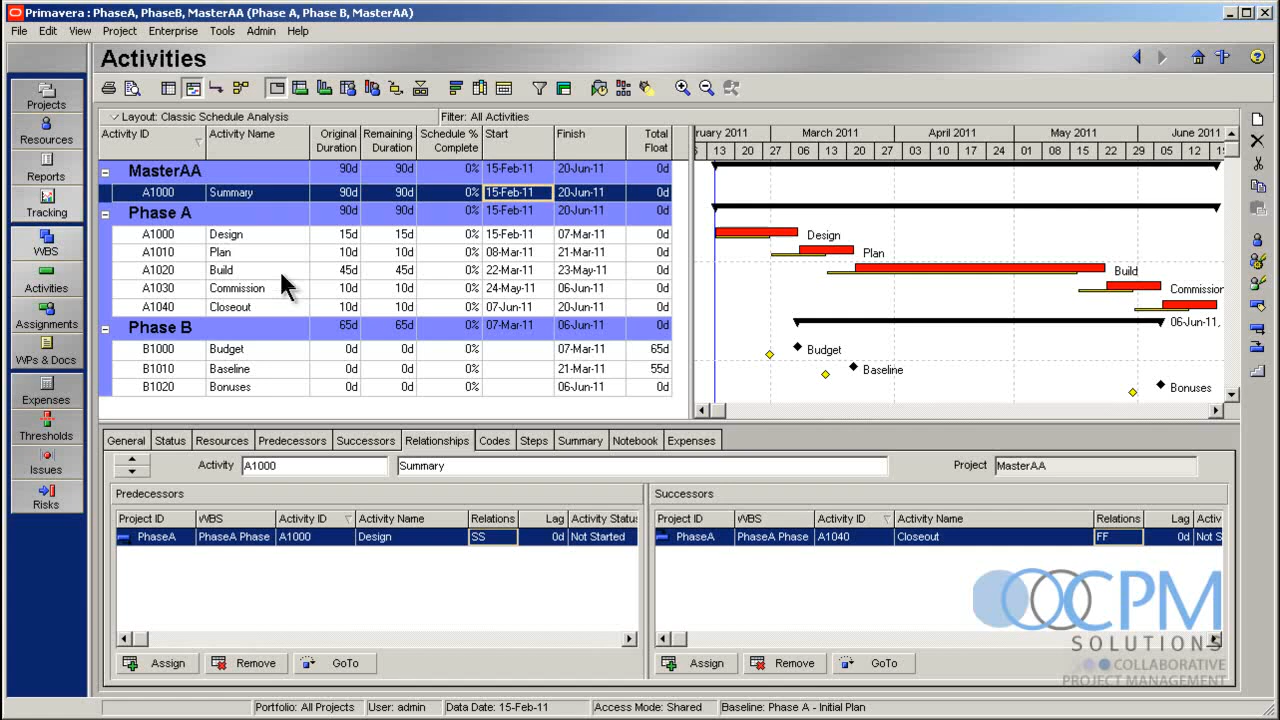 Primavera : PhaseA, PhaseB, MasterAA (Phase A, Phase B, MasterAA)
File Edit View Project Enterprise Tools Admin Help
Activities
Layout: Classic Schedule Analysis Filter: All Activities
Activity ID Activity Name Original Duration Remaining Duration Schedule % Complete Start Finish Total Float
MasterAA 90d 90d 0% 15-Feb-11 20-Jun-11 0d
A1000 Summary 90d 90d 0% 15-Feb-11 20-Jun-11 0d
Phase A 90d 90d 0% 15-Feb-11 20-Jun-11 0d
A1000 Design 15d 15d 0% 15-Feb-11 07-Mar-11 0d
A1010 Plan 10d 10d 0% 08-Mar-11 21-Mar-11 0d
A1020 Build 45d 45d 0% 22-Mar-11 23-May-11 0d
A1030 Commission 10d 10d 0% 24-May-11 06-Jun-11 0d
A1040 Closeout 10d 10d 0% 07-Jun-11 20-Jun-11 0d
Phase B 65d 65d 0% 07-Mar-11 06-Jun-11 0d
B1000 Budget 0d 0d 0% 07-Mar-11 65d
B1010 Baseline 0d 0d 0% 21-Mar-11 55d
B1020 Bonuses 0d 0d 0% 06-Jun-11 0d
ruary 2011 March 2011 April 2011 May 2011 June 2011
13 20 27 06 13 20 27 03 10 17 24 01 08 15 22 29 05 12
Design
Plan
Build
Commission
06-Jun-11,
Budget
Baseline
Bonuses
Projects
Resources
Reports
Tracking
WBS
Activities
Assignments
WPs & Docs
Expenses
Thresholds
Issues
Risks
General Status Resources Predecessors Successors Relationships Codes Steps Summary Notebook Expenses
Activity A1000 Summary Project MasterAA
Predecessors
Project ID WBS Activity ID Activity Name Relations Lag Activity Status
PhaseA PhaseA Phase A1000 Design SS 0d Not Started
Assign Remove GoTo
Successors
Project ID WBS Activity ID Activity Name Relations Lag Activ
PhaseA PhaseA Phase A1040 Closeout FF 0d Not S
Assign Remove GoTo
CPM
SOLUTIONS
COLLABORATIVE
PROJECT MANAGEMENT
Portfolio: All Projects User: admin Data Date: 15-Feb-11 Access Mode: Shared Baseline: Phase A - Initial Plan